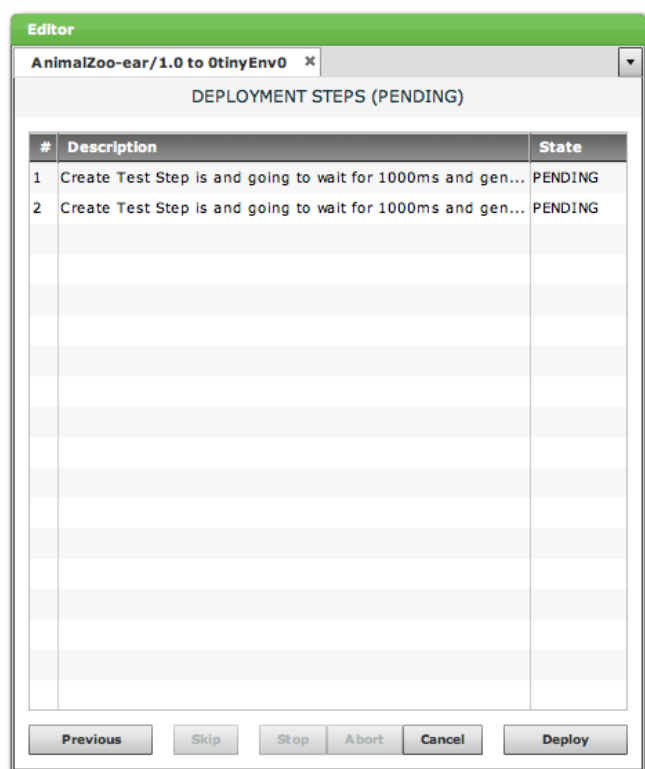 Editor
AnimalZoo-ear/1.0 to 0tinyEnv0 ×
DEPLOYMENT STEPS (PENDING)
# Description State
1 Create Test Step is and going to wait for 1000ms and gen... PENDING
2 Create Test Step is and going to wait for 1000ms and gen... PENDING
Previous Skip Stop Abort Cancel Deploy